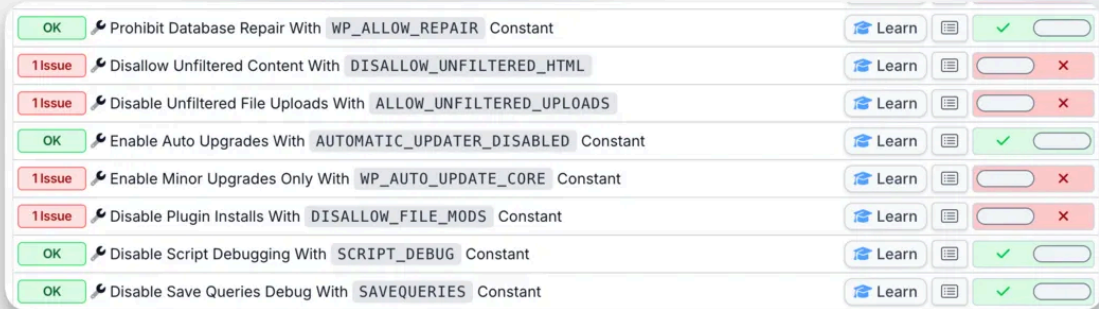 OK Prohibit Database Repair With WP_ALLOW_REPAIR Constant Learn
1 Issue Disallow Unfiltered Content With DISALLOW_UNFILTERED_HTML Learn
1 Issue Disable Unfiltered File Uploads With ALLOW_UNFILTERED_UPLOADS Learn
OK Enable Auto Upgrades With AUTOMATIC_UPDATER_DISABLED Constant Learn
1 Issue Enable Minor Upgrades Only With WP_AUTO_UPDATE_CORE Constant Learn
1 Issue Disable Plugin Installs With DISALLOW_FILE_MODS Constant Learn
OK Disable Script Debugging With SCRIPT_DEBUG Constant Learn
OK Disable Save Queries Debug With SAVEQUERIES Constant Learn